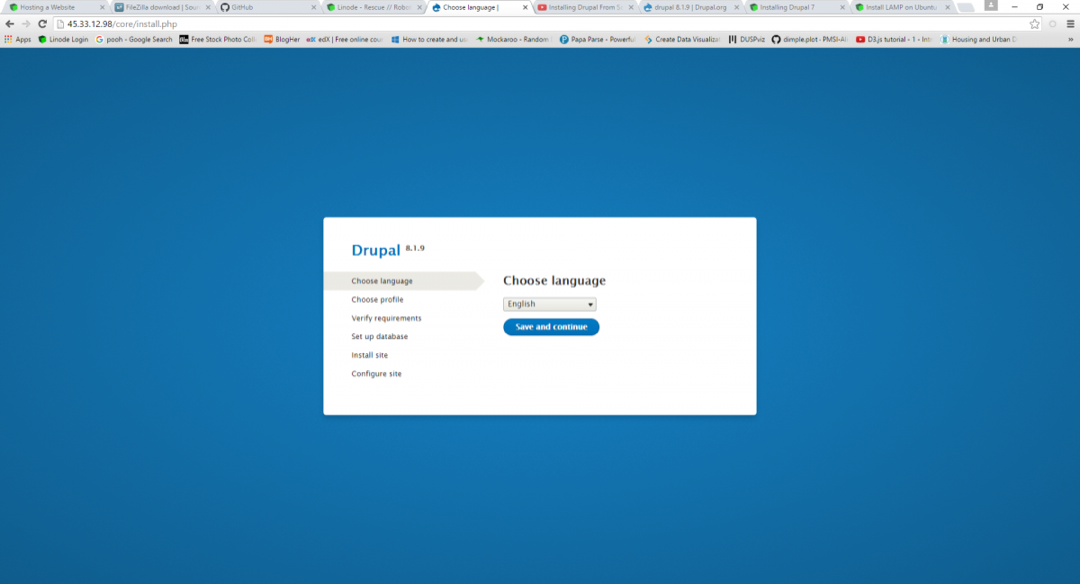 Hosting a Website
FileZilla download | Sour
GitHub
Linode - Rescue // Robo
Choose language |
Installing Drupal From Sc
drupal 8.1.9 | Drupal.org
Installing Drupal 7
Install LAMP on Ubuntu
45.33.12.98/core/install.php
Apps
Linode Login
pooh - Google Search
Free Stock Photo Coll
BlogHer
edX | Free online cour
How to create and us
Mockaroo - Random
Papa Parse - Powerful
Create Data Visualizat
DUSPviz
dimple.plot - PMSI-Al
D3.js tutorial - 1 - Int
Housing and Urban D
»
Drupal 8.1.9
Choose language
Choose profile
Verify requirements
Set up database
Install site
Configure site
Choose language
English
Save and continue